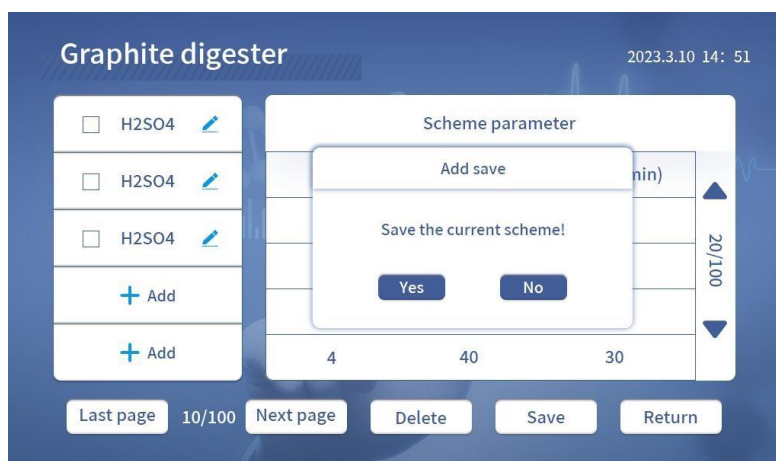 Graphite digester
2023.3.10 14: 51
H2SO4
H2SO4
H2SO4
Add
Add
Scheme parameter
min)
Add save
Save the current scheme!
Yes No
4 40 30
20/100
Last page 10/100 Next page Delete Save Return